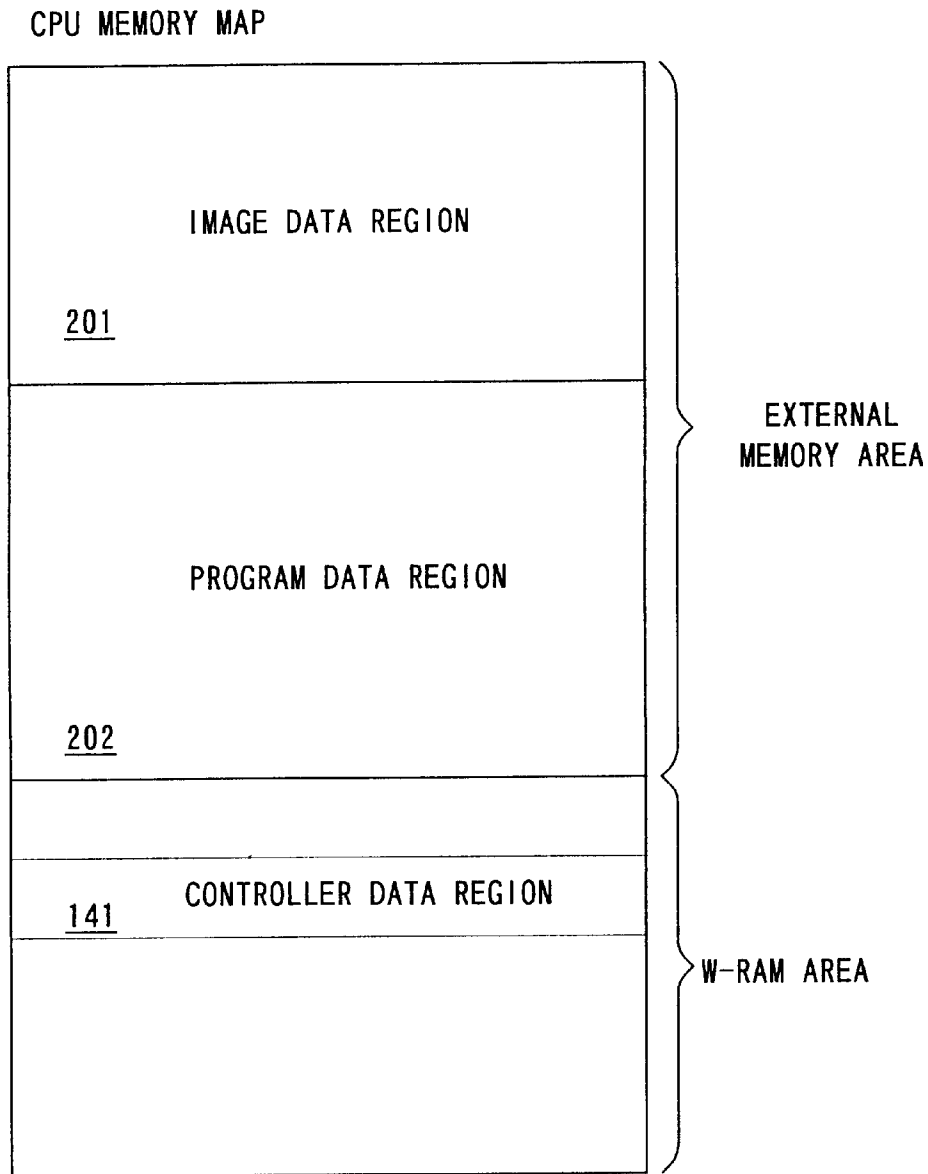 CPU MEMORY MAP
IMAGE DATA REGION
201
EXTERNAL
MEMORY AREA
PROGRAM DATA REGION
202
CONTROLLER DATA REGION
141
W-RAM AREA